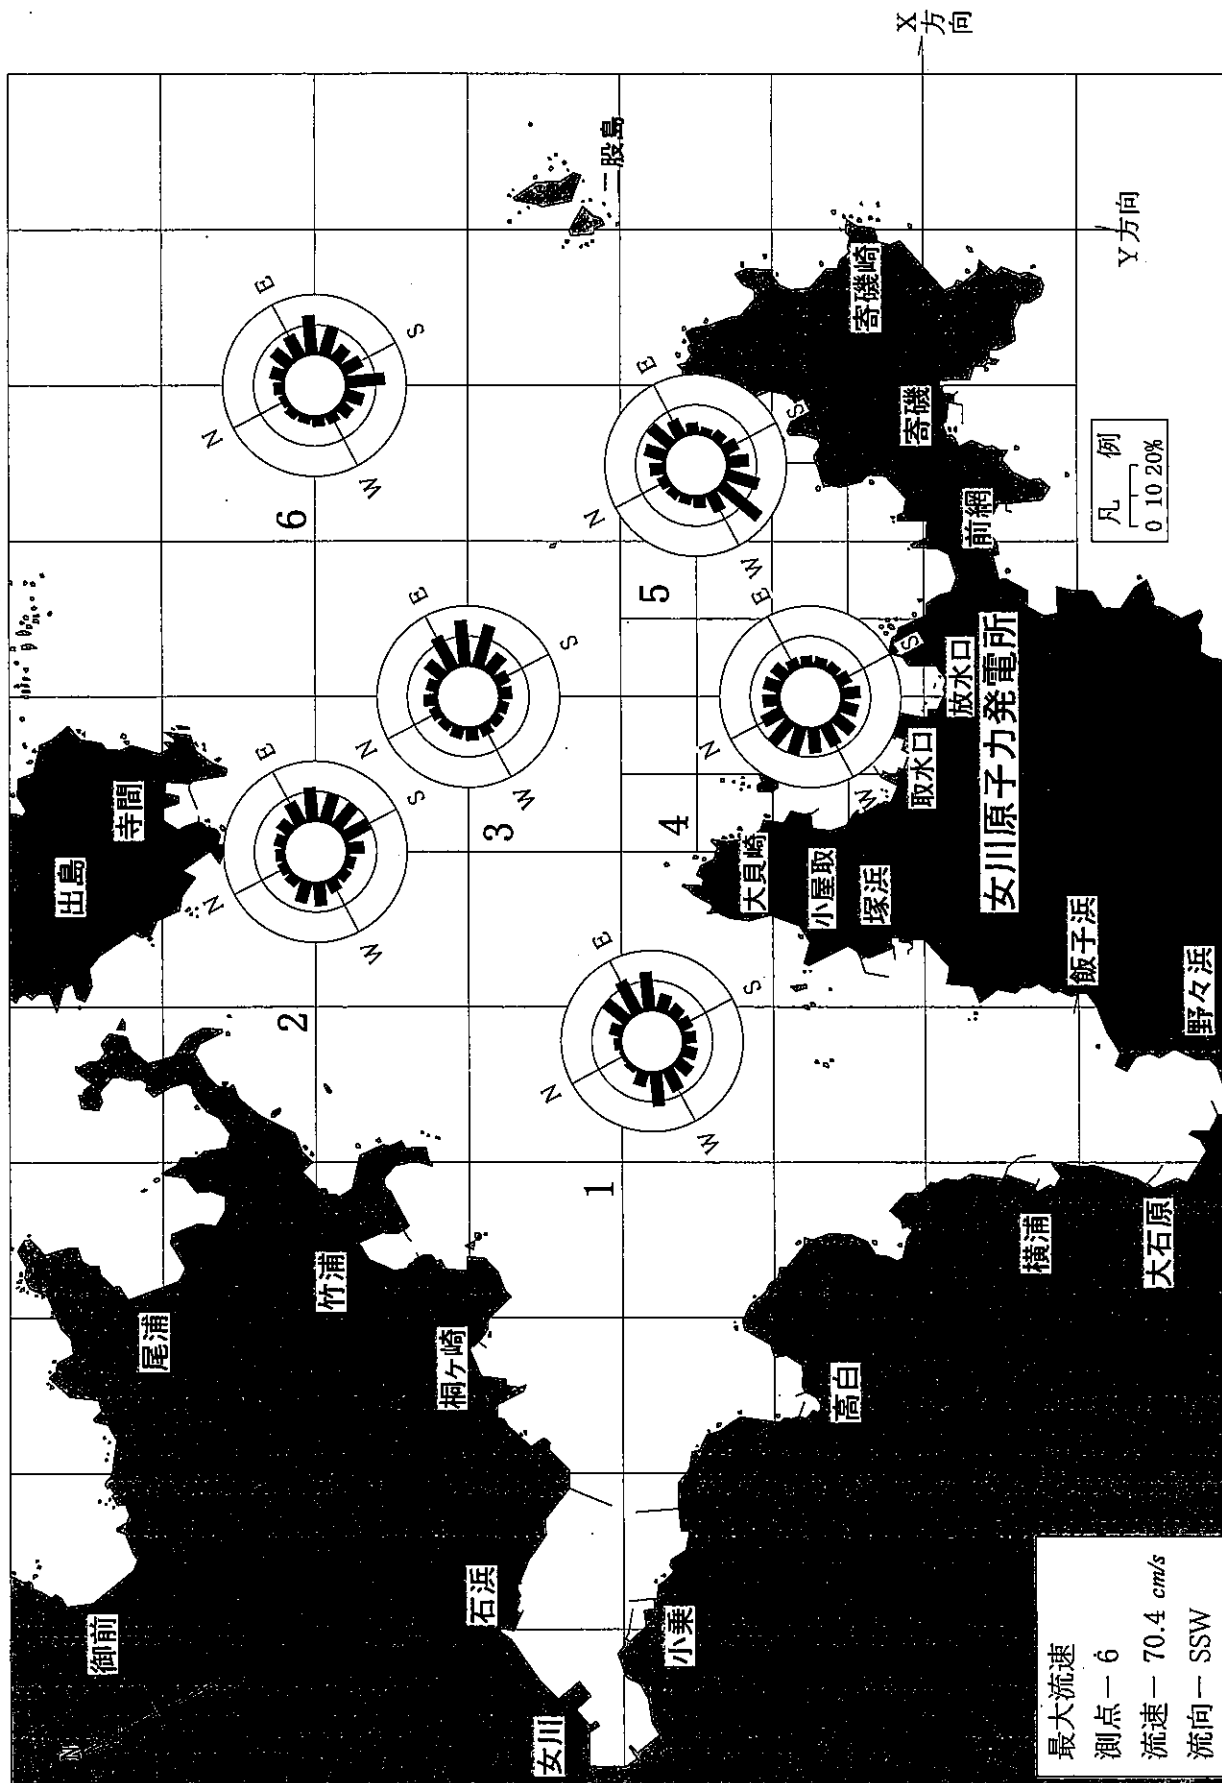 X方向
Y方向
二股島
寄磯崎
寄磯
前網
凡 例
0 10 20%
N
E
S
W
6
N
E
S
W
5
N
E
S
W
3
N
E
S
W
4
N
E
S
W
2
N
E
S
W
1
出島
寺間
大貝崎
小屋取
塚浜
取水口
放水口
女川原子力発電所
飯子浜
野々浜
尾浦
竹浦
桐ケ崎
御前
石浜
女川
小乗
高白
横浦
大石原
N
最大流速
測点－6
流速－70.4 cm/s
流向－SSW